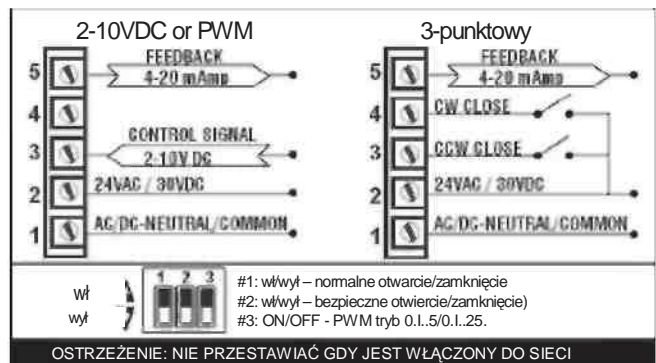 2-10VDC or PWM
5 FEEDBACK
4-20 mAmp
4
CONTROL SIGNAL
3 2-10V DC
2 24VAC / 30VDC
1 AC/DC-NEUTRAL/COMMON
3-punktowy
5 FEEDBACK
4-20 mAmp
4 CW CLOSE
3 CCW CLOSE
2 24VAC / 30VDC
1 AC/DC-NEUTRAL/COMMON
wł
wył
1 2 3
#1: wł/wył – normalne otwarcie/zamknięcie
#2: wł/wył – bezpieczne otwiercie/zamknięcie)
#3: ON/OFF - PWM tryb 0.I..5/0.I..25.
OSTRZEŻENIE: NIE PRZESTAWIAĆ GDY JEST WŁĄCZONY DO SIECI